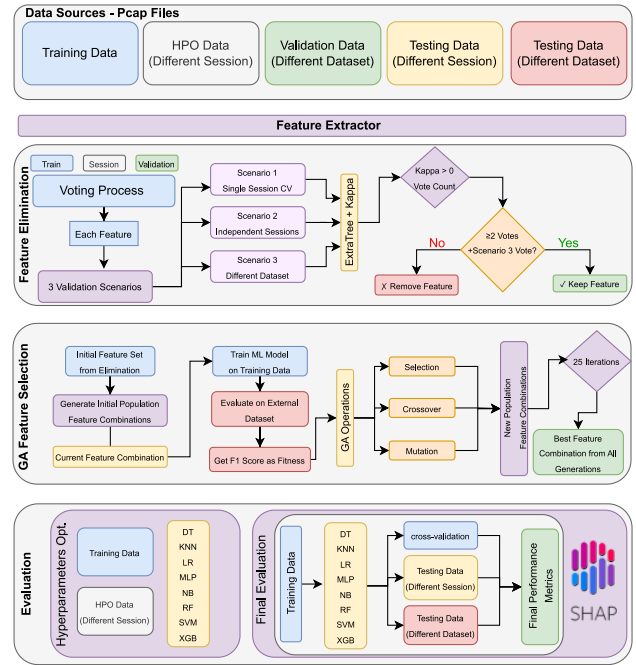 Data Sources - Pcap Files
Training Data
HPO Data
(Different Session)
Validation Data
(Different Dataset)
Testing Data
(Different Session)
Testing Data
(Different Dataset)
Feature Extractor
Feature Elimination
Train
Session
Validation
Voting Process
Each Feature
3 Validation Scenarios
Scenario 1
Single Session CV
Scenario 2
Independent Sessions
Scenario 3
Different Dataset
ExtraTree + Kappa
Kappa > 0
Vote Count
≥2 Votes
+Scenario 3 Vote?
No
Yes
✗ Remove Feature
✓ Keep Feature
GA Feature Selection
Initial Feature Set
from Elimination
Generate Initial Population
Feature Combinations
Current Feature Combination
Train ML Model
on Training Data
Evaluate on External
Dataset
Get F1 Score as Fitness
GA Operations
Selection
Crossover
Mutation
New Population
Feature Combinations
25 Iterations
Best Feature
Combination from All
Generations
Evaluation
Hyperparameters Opt.
Training Data
HPO Data
(Different Session)
DT
KNN
LR
MLP
NB
RF
SVM
XGB
Final Evaluation
Training Data
DT
KNN
LR
MLP
NB
RF
SVM
XGB
cross-validation
Testing Data
(Different Session)
Testing Data
(Different Dataset)
Final Performance
Metrics
SHAP